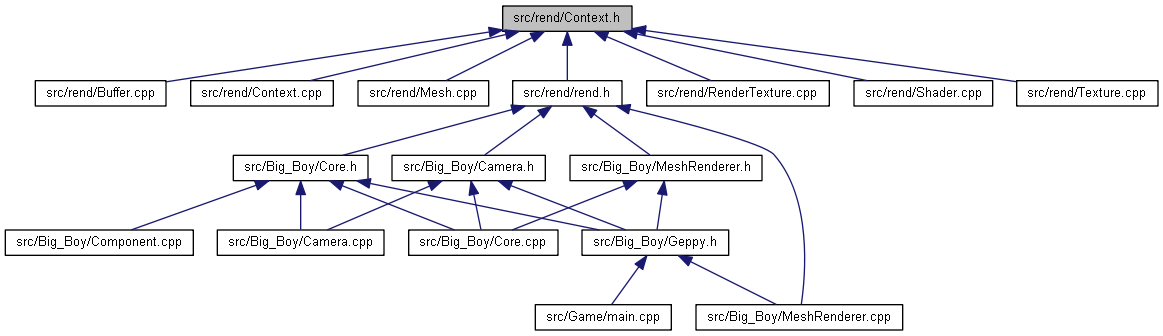 src/rend/Context.h
src/rend/Buffer.cpp
src/rend/Context.cpp
src/rend/Mesh.cpp
src/rend/rend.h
src/rend/RenderTexture.cpp
src/rend/Shader.cpp
src/rend/Texture.cpp
src/Big_Boy/Core.h
src/Big_Boy/Camera.h
src/Big_Boy/MeshRenderer.h
src/Big_Boy/Component.cpp
src/Big_Boy/Camera.cpp
src/Big_Boy/Core.cpp
src/Big_Boy/Geppy.h
src/Game/main.cpp
src/Big_Boy/MeshRenderer.cpp